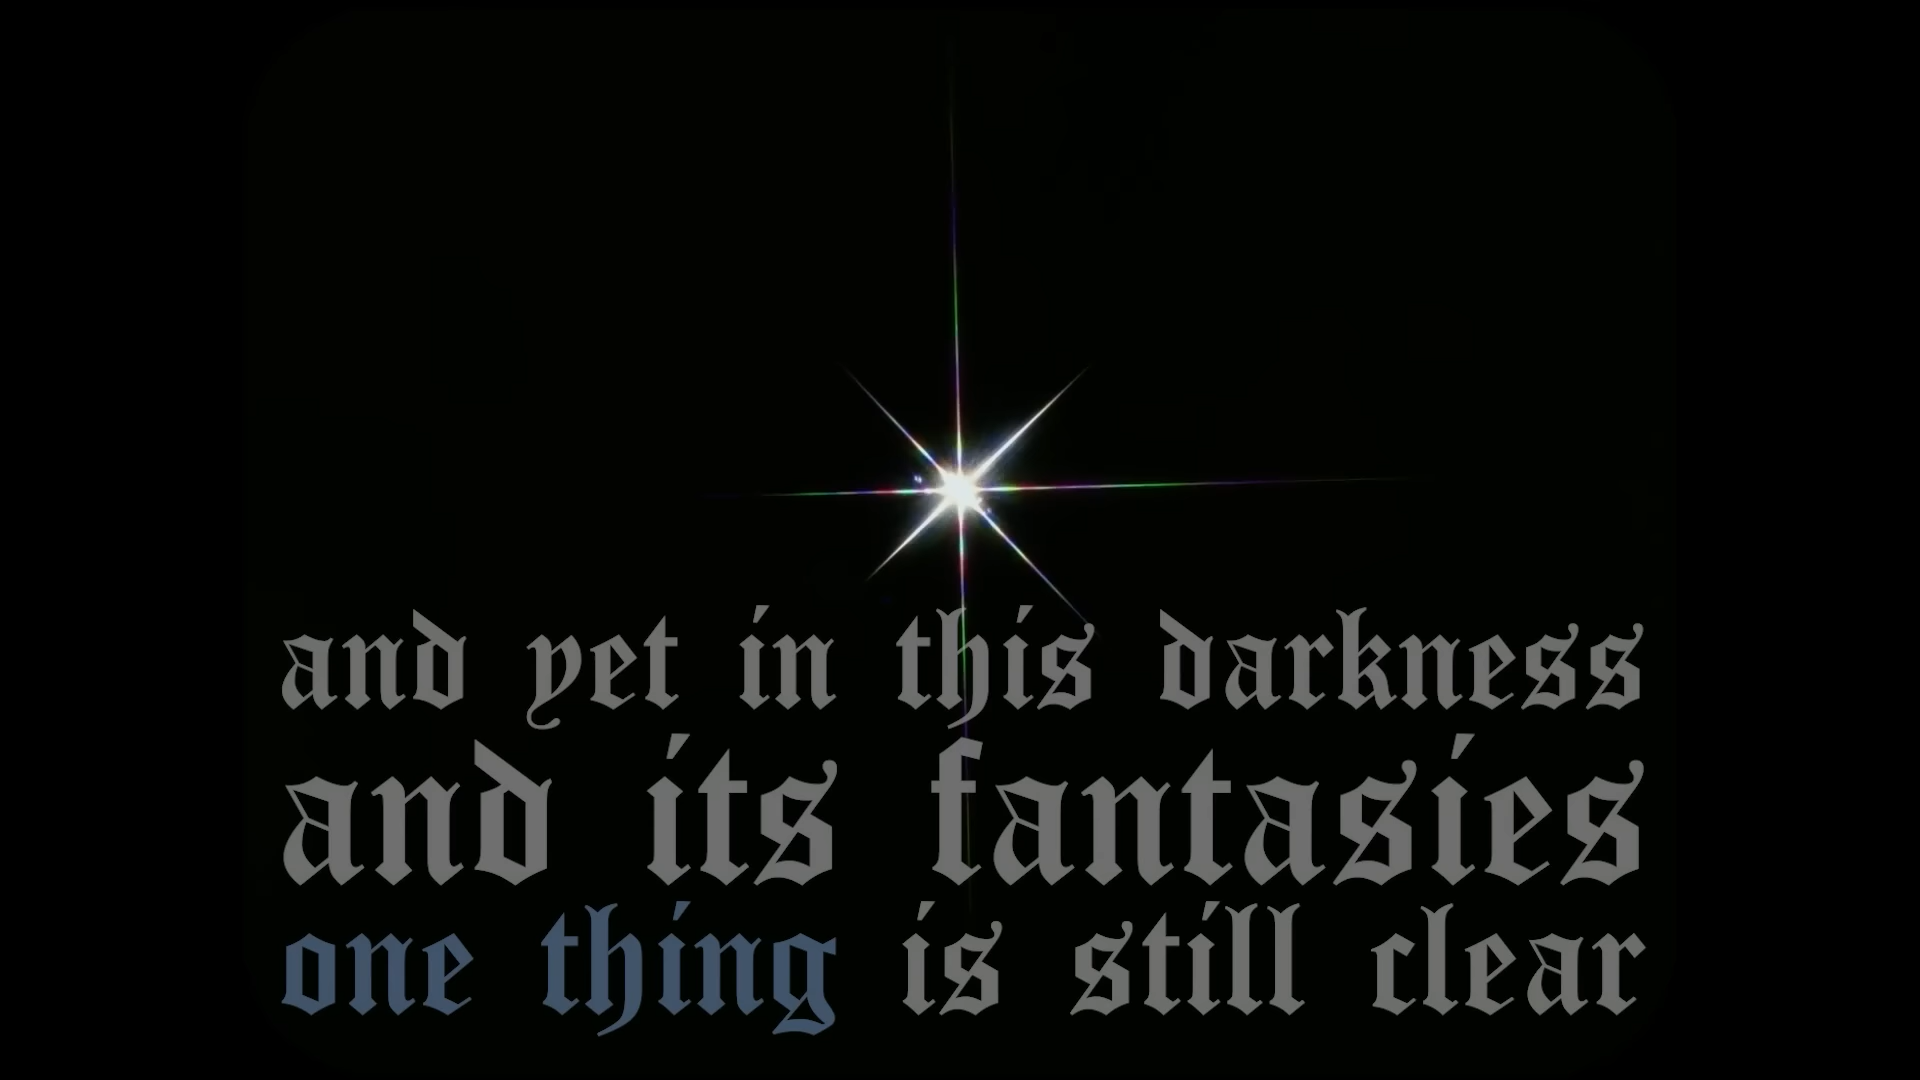 and yet in this darkness
and its fantasies
one thing is still clear